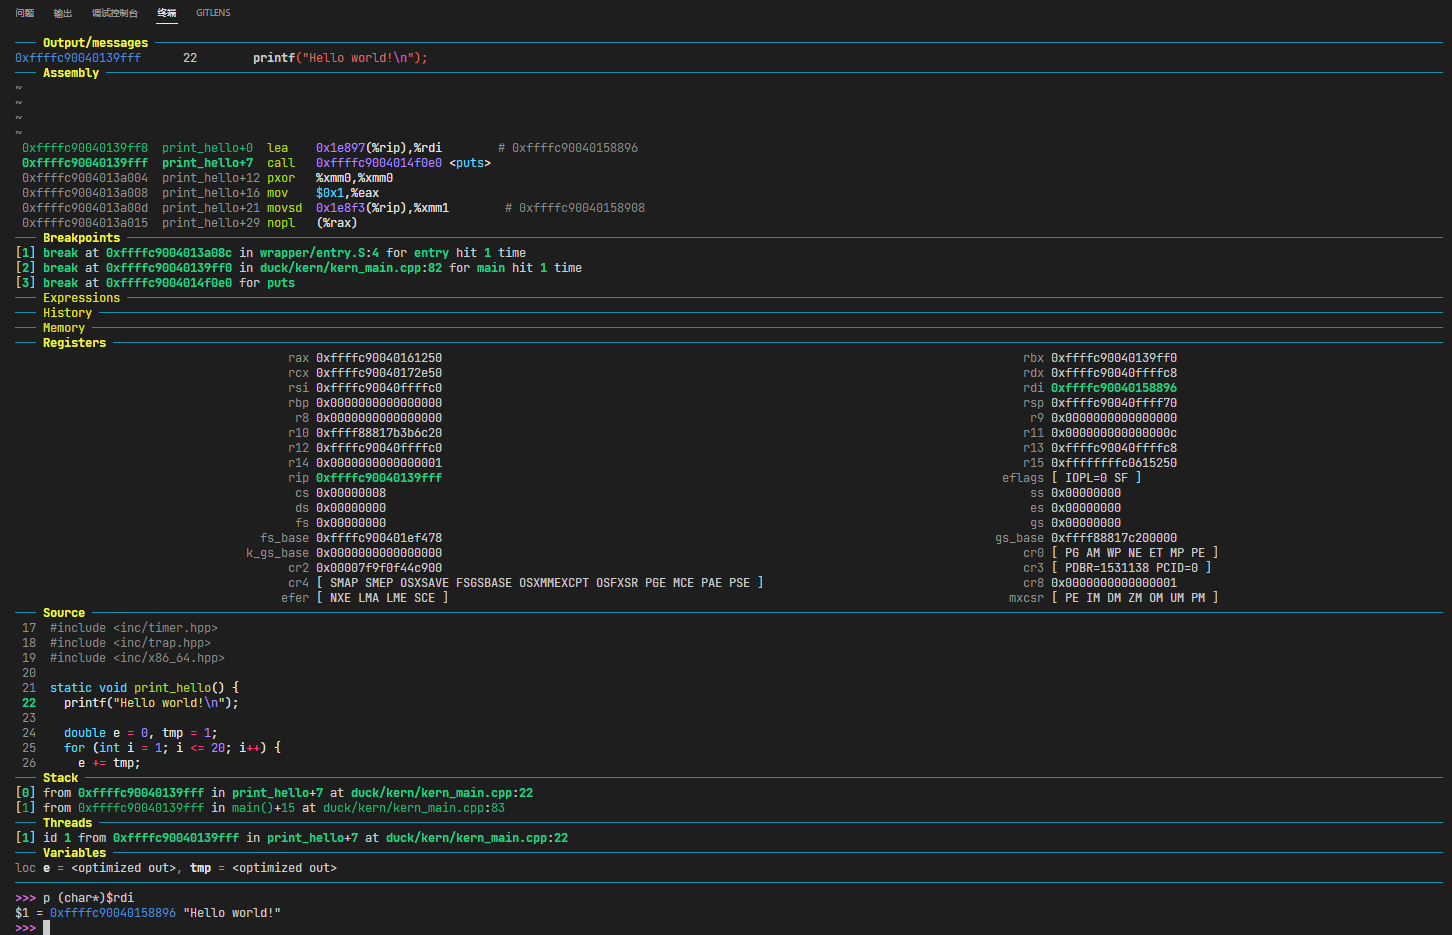 问题 输出 调试控制台 终端 GITLENS
─── Output/messages ───
0xffffc90040139fff 22 printf("Hello world!\n");
─── Assembly ───
~
~
~
~
0xffffc90040139ff8 print_hello+0 lea 0x1e897(%rip),%rdi # 0xffffc90040158896
0xffffc90040139fff print_hello+7 call 0xffffc9004014f0e0 <puts>
0xffffc9004013a004 print_hello+12 pxor %xmm0,%xmm0
0xffffc9004013a008 print_hello+16 mov $0x1,%eax
0xffffc9004013a00d print_hello+21 movsd 0x1e8f3(%rip),%xmm1 # 0xffffc90040158908
0xffffc9004013a015 print_hello+29 nopl (%rax)
─── Breakpoints ───
[1] break at 0xffffc9004013a08c in wrapper/entry.S:4 for entry hit 1 time
[2] break at 0xffffc90040139ff0 in duck/kern/kern_main.cpp:82 for main hit 1 time
[3] break at 0xffffc9004014f0e0 for puts
─── Expressions ───
─── History ───
─── Memory ───
─── Registers ───
rax 0xffffc90040161250 rbx 0xffffc90040139ff0
rcx 0xffffc90040172e50 rdx 0xffffc90040ffffc8
rsi 0xffffc90040ffffc0 rdi 0xffffc90040158896
rbp 0x0000000000000000 rsp 0xffffc90040ffff70
r8 0x0000000000000000 r9 0x0000000000000000
r10 0xffff88817b3b6c20 r11 0x000000000000000c
r12 0xffffc90040ffffc0 r13 0xffffc90040ffffc8
r14 0x0000000000000001 r15 0xffffffffc0615250
rip 0xffffc90040139fff eflags [ IOPL=0 SF ]
cs 0x00000008 ss 0x00000000
ds 0x00000000 es 0x00000000
fs 0x00000000 gs 0x00000000
fs_base 0xffffc900401ef478 gs_base 0xffff88817c200000
k_gs_base 0x0000000000000000 cr0 [ PG AM WP NE ET MP PE ]
cr2 0x00007f9f0f44c900 cr3 [ PDBR=1531138 PCID=0 ]
cr4 [ SMAP SMEP OSXSAVE FSGSBASE OSXMMEXCPT OSFXSR PGE MCE PAE PSE ] cr8 0x0000000000000001
efer [ NXE LMA LME SCE ] mxcsr [ PE IM DM ZM OM UM PM ]
─── Source ───
17 #include <inc/timer.hpp>
18 #include <inc/trap.hpp>
19 #include <inc/x86_64.hpp>
20
21 static void print_hello() {
22 printf("Hello world!\n");
23
24 double e = 0, tmp = 1;
25 for (int i = 1; i <= 20; i++) {
26 e += tmp;
─── Stack ───
[0] from 0xffffc90040139fff in print_hello+7 at duck/kern/kern_main.cpp:22
[1] from 0xffffc90040139fff in main()+15 at duck/kern/kern_main.cpp:83
─── Threads ───
[1] id 1 from 0xffffc90040139fff in print_hello+7 at duck/kern/kern_main.cpp:22
─── Variables ───
loc e = <optimized out>, tmp = <optimized out>
>>> p (char*)$rdi
$1 = 0xffffc90040158896 "Hello world!"
>>>